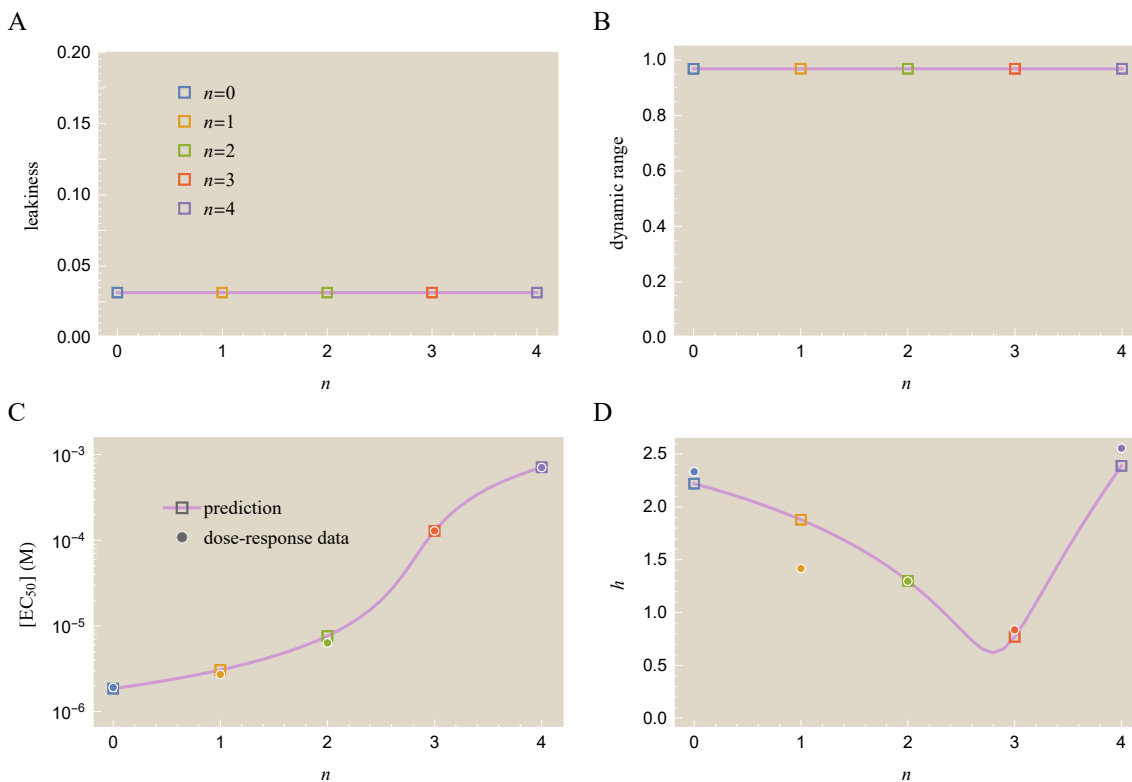 A
0.20
0.15
0.10
0.05
0.00
leakiness
n=0
n=1
n=2
n=3
n=4
0 1 2 3 4
n
B
1.0
0.8
0.6
0.4
0.2
0.0
dynamic range
0 1 2 3 4
n
C
10⁻³
10⁻⁴
10⁻⁵
10⁻⁶
[EC₅₀] (M)
prediction
dose-response data
0 1 2 3 4
n
D
2.5
2.0
1.5
1.0
0.5
0.0
h
0 1 2 3 4
n